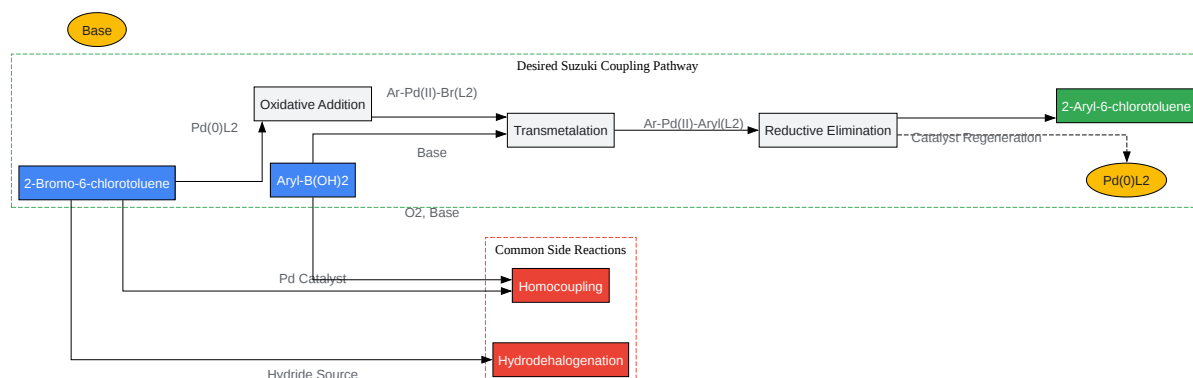 Base
Desired Suzuki Coupling Pathway
Ar-Pd(II)-Br(L2)
Oxidative Addition
2-Aryl-6-chlorotoluene
Pd(0)L2
Transmetalation
Ar-Pd(II)-Aryl(L2)
Reductive Elimination
Catalyst Regeneration
Base
2-Bromo-6-chlorotoluene
Aryl-B(OH)2
Pd(0)L2
O2, Base
Common Side Reactions
Pd Catalyst
Homocoupling
Hydrodehalogenation
Hydride Source